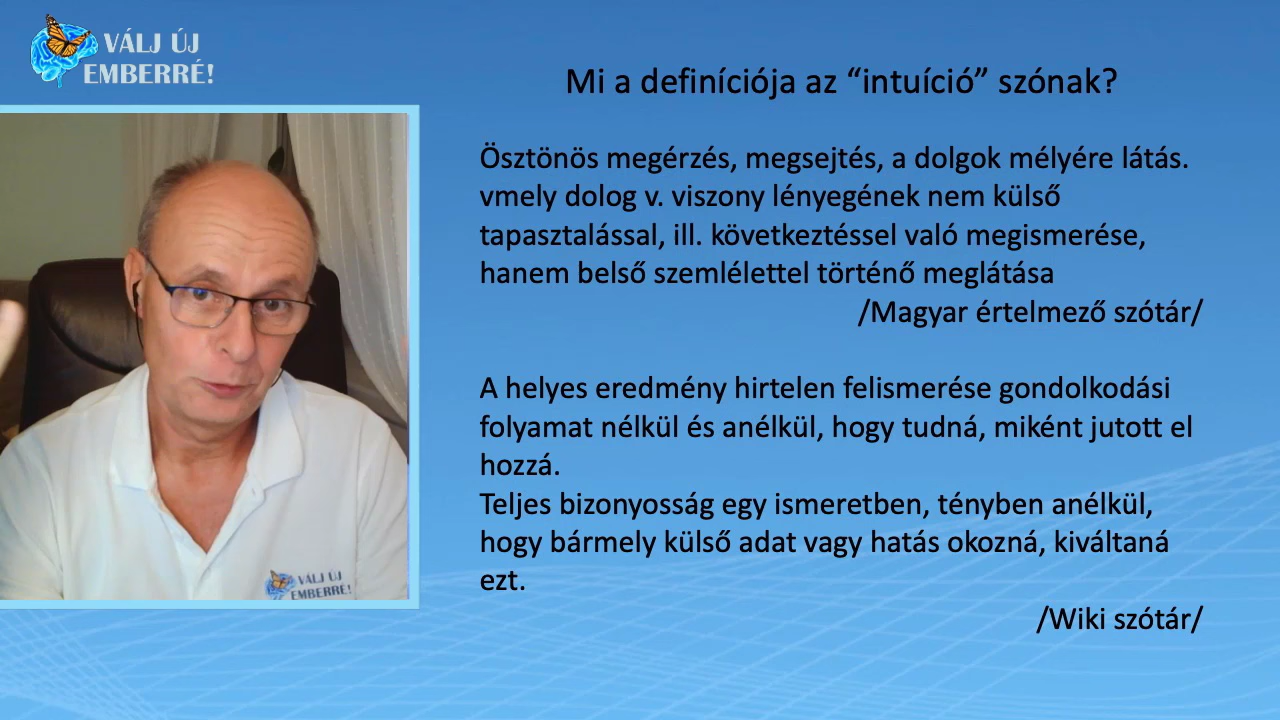 VÁLJ ÚJ
EMBERRÉ!
Mi a definíciója az “intuíció” szónak?
Ösztönös megérzés, megsejtés, a dolgok mélyére látás.
vmely dolog v. viszony lényegének nem külső
tapasztalással, ill. következtéssel való megismerése,
hanem belső szemlélettel történő meglátása
/Magyar értelmező szótár/
A helyes eredmény hirtelen felismerése gondolkodási
folyamat nélkül és anélkül, hogy tudná, miként jutott el
hozzá.
Teljes bizonyosság egy ismeretben, tényben anélkül,
hogy bármely külső adat vagy hatás okozná, kiváltaná
ezt.
/Wiki szótár/
VÁLJ ÚJ
EMBERRÉ!